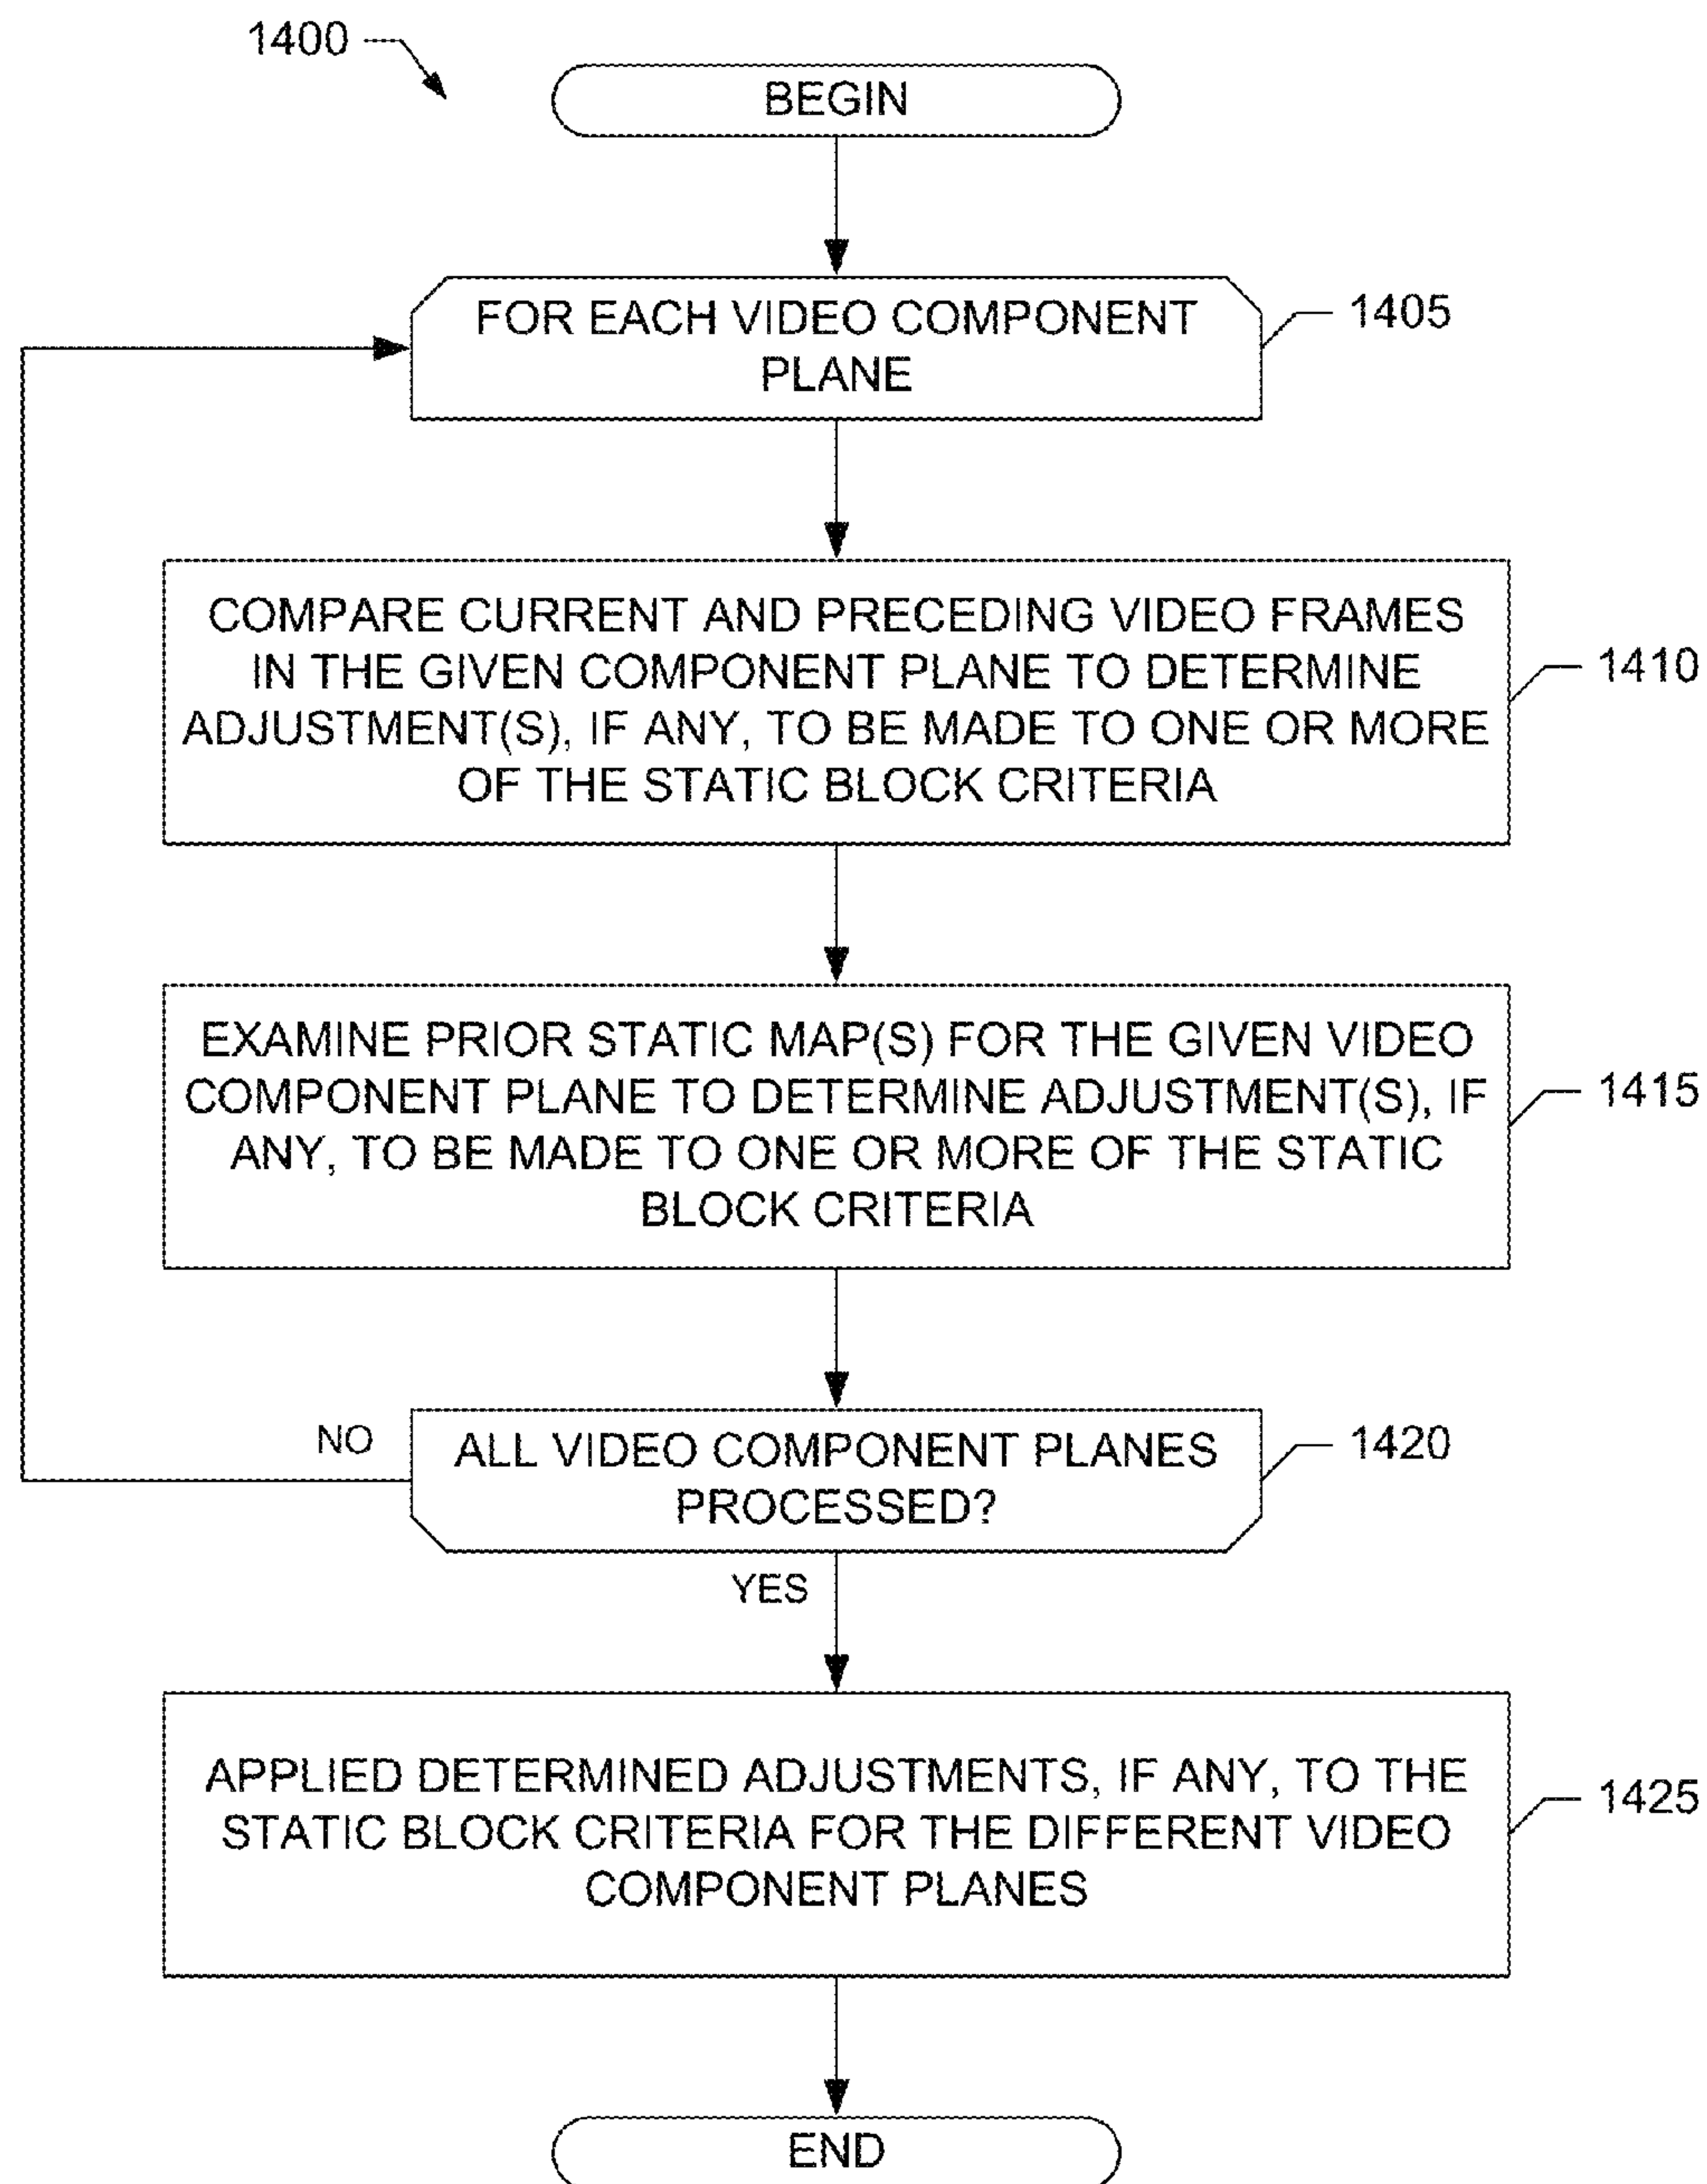 1400
BEGIN
FOR EACH VIDEO COMPONENT
PLANE
1405
COMPARE CURRENT AND PRECEDING VIDEO FRAMES
IN THE GIVEN COMPONENT PLANE TO DETERMINE
ADJUSTMENT(S), IF ANY, TO BE MADE TO ONE OR MORE
OF THE STATIC BLOCK CRITERIA
1410
EXAMINE PRIOR STATIC MAP(S) FOR THE GIVEN VIDEO
COMPONENT PLANE TO DETERMINE ADJUSTMENT(S), IF
ANY, TO BE MADE TO ONE OR MORE OF THE STATIC
BLOCK CRITERIA
1415
NO
ALL VIDEO COMPONENT PLANES
PROCESSED?
1420
YES
APPLIED DETERMINED ADJUSTMENTS, IF ANY, TO THE
STATIC BLOCK CRITERIA FOR THE DIFFERENT VIDEO
COMPONENT PLANES
1425
END